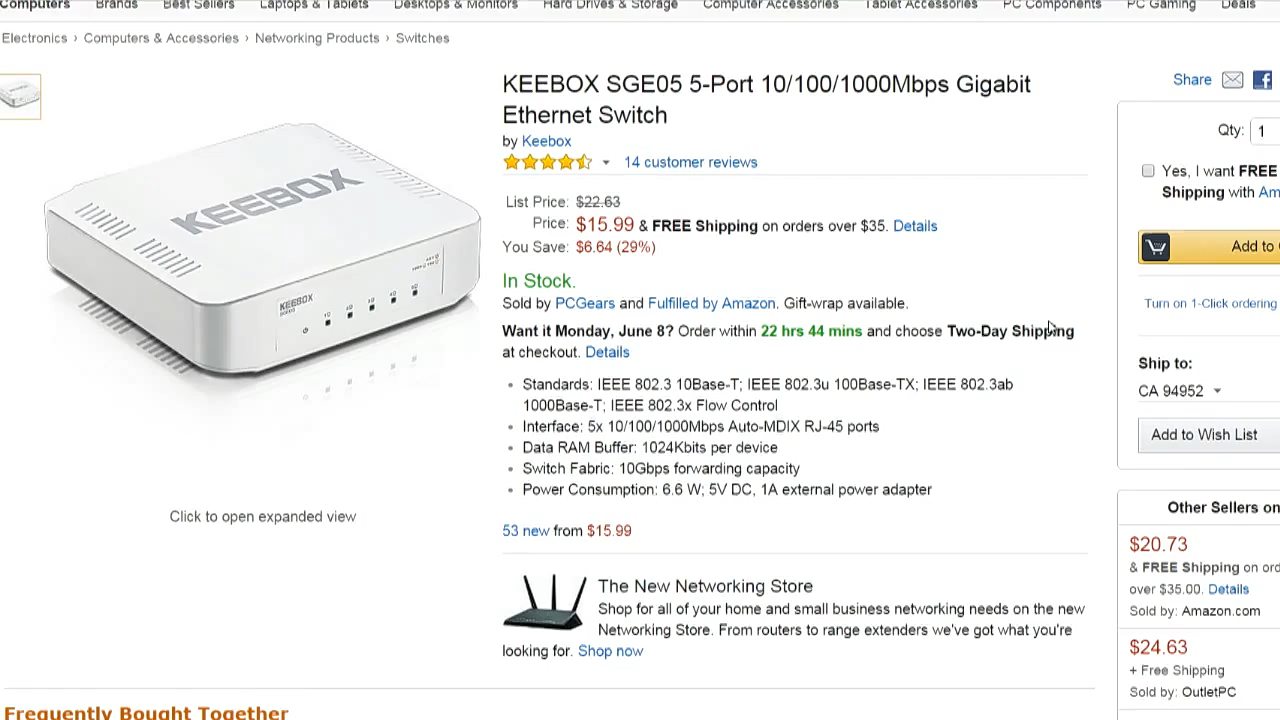 Computers Brands Best Sellers Laptops & Tablets Desktops & Monitors Hard Drives & Storage Computer Accessories Tablet Accessories PC Components PC Gaming Deals
Electronics › Computers & Accessories › Networking Products › Switches
KEEBOX SGE05 5-Port 10/100/1000Mbps Gigabit
Ethernet Switch
by Keebox
14 customer reviews
List Price: $22.63
Price: $15.99 & FREE Shipping on orders over $35. Details
You Save: $6.64 (29%)
In Stock.
Sold by PCGears and Fulfilled by Amazon. Gift-wrap available.
Want it Monday, June 8? Order within 22 hrs 44 mins and choose Two-Day Shipping
at checkout. Details
• Standards: IEEE 802.3 10Base-T; IEEE 802.3u 100Base-TX; IEEE 802.3ab
1000Base-T; IEEE 802.3x Flow Control
• Interface: 5x 10/100/1000Mbps Auto-MDIX RJ-45 ports
• Data RAM Buffer: 1024Kbits per device
• Switch Fabric: 10Gbps forwarding capacity
• Power Consumption: 6.6 W; 5V DC, 1A external power adapter
53 new from $15.99
The New Networking Store
Shop for all of your home and small business networking needs on the new
Networking Store. From routers to range extenders we've got what you're
looking for. Shop now
KEEBOX
KEEBOX
Click to open expanded view
Share
Qty: 1
Yes, I want FREE
Shipping with Am
Add to
Turn on 1-Click ordering
Ship to:
CA 94952
Add to Wish List
Other Sellers on
$20.73
& FREE Shipping on ord
over $35.00. Details
Sold by: Amazon.com
$24.63
+ Free Shipping
Sold by: OutletPC
Frequently Bought Together